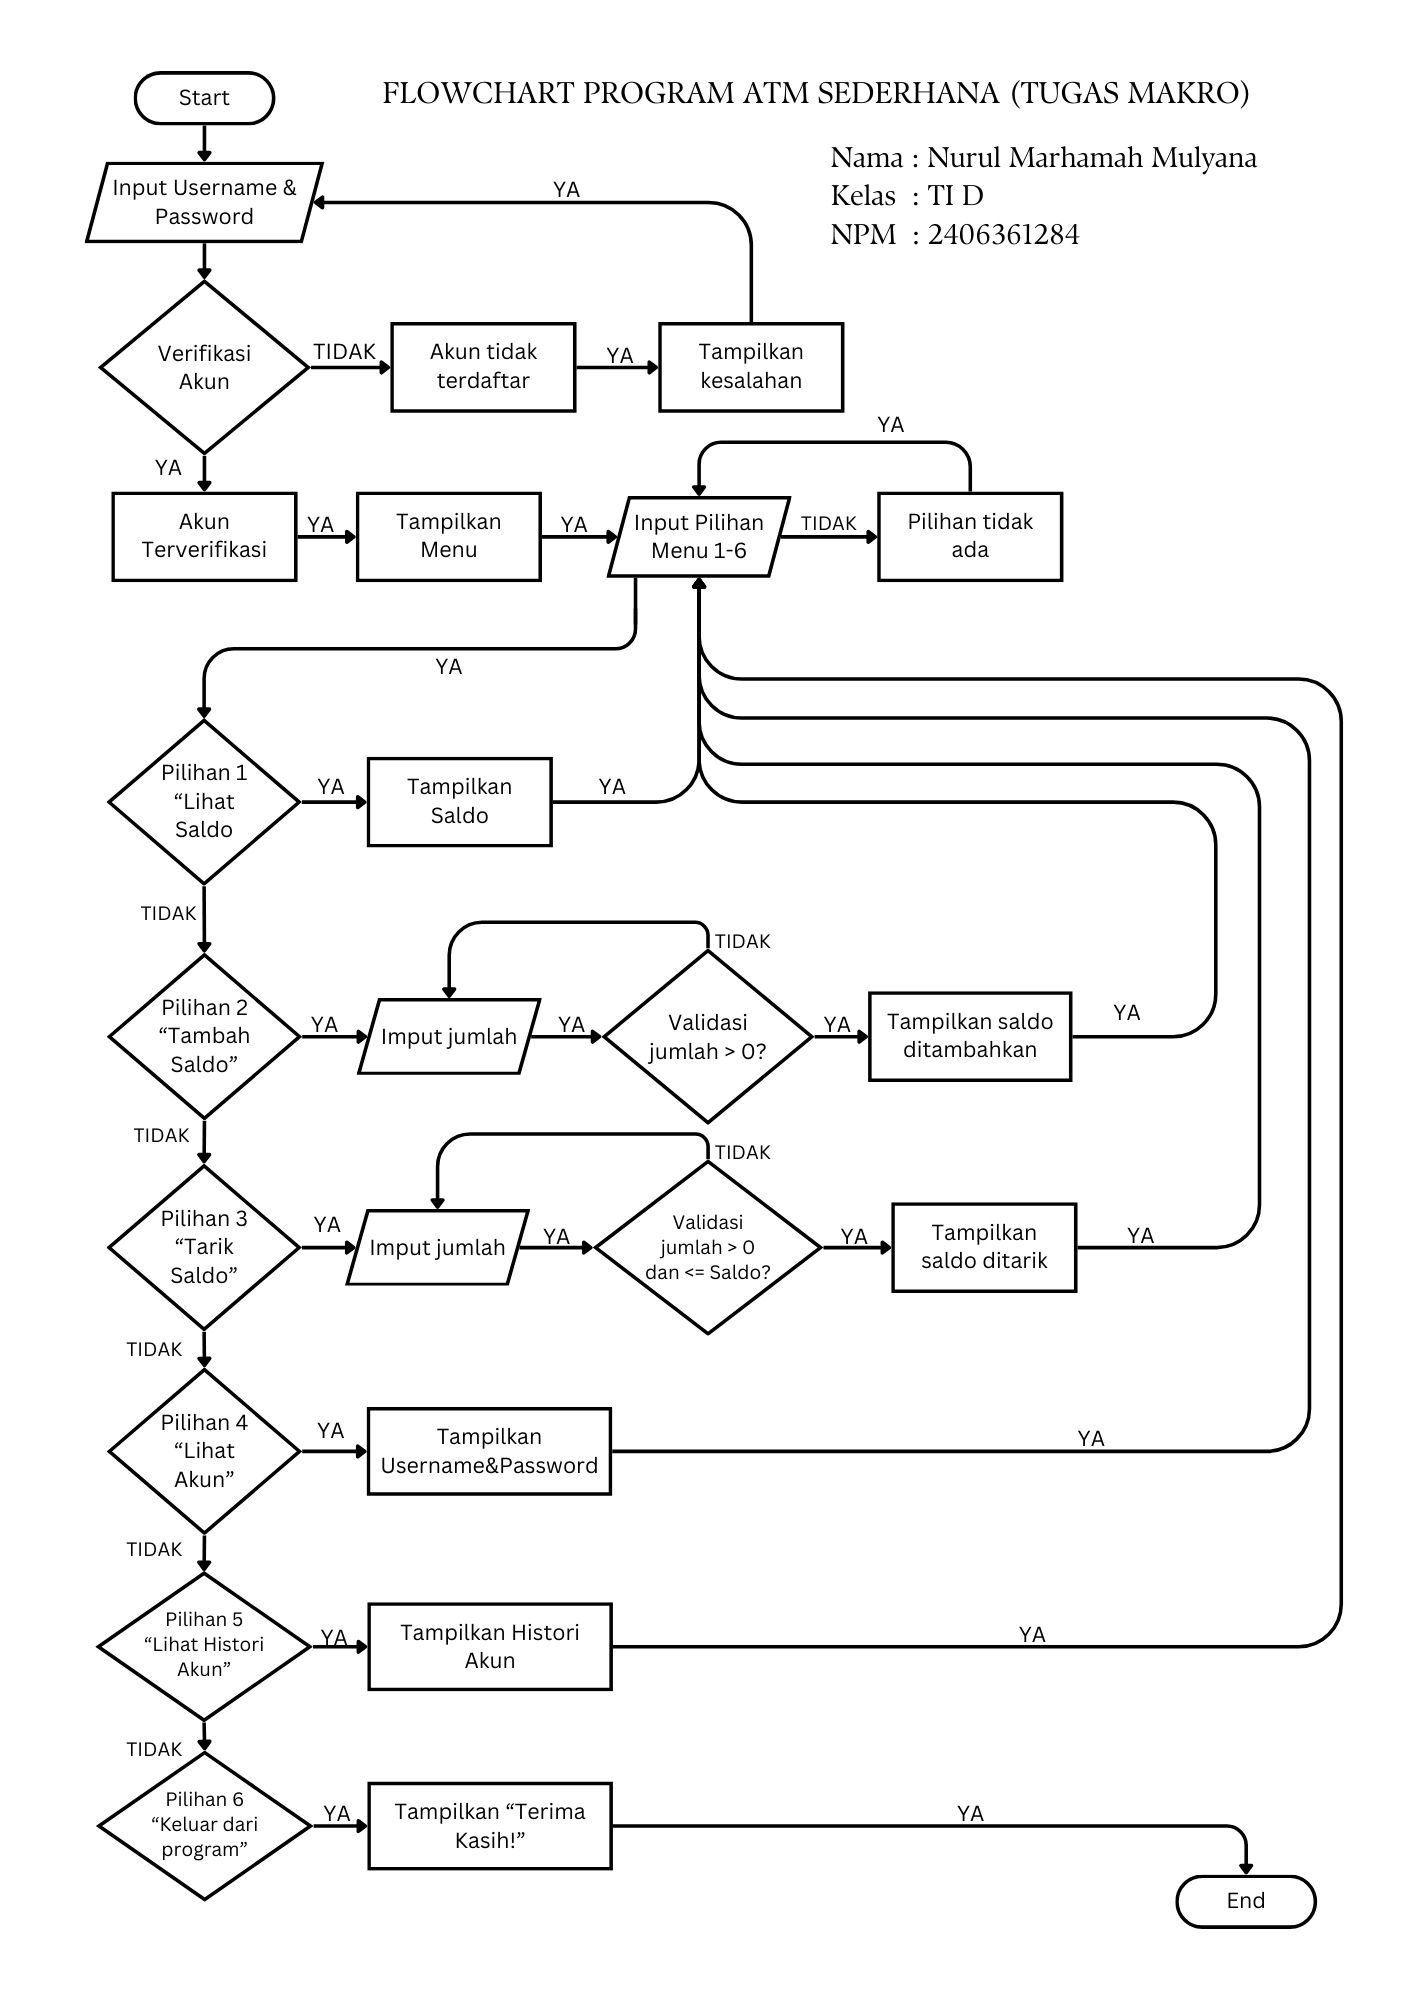 Start
FLOWCHART PROGRAM ATM SEDERHANA (TUGAS MAKRO)
Nama : Nurul Marhamah Mulyana
Kelas : TI D
NPM : 2406361284
Input Username &
Password
YA
Verifikasi
Akun
TIDAK
Akun tidak
terdaftar
YA
Tampilkan
kesalahan
YA
YA
Akun
Terverifikasi
YA
Tampilkan
Menu
YA
Input Pilihan
Menu 1-6
TIDAK
Pilihan tidak
ada
YA
Pilihan 1
“Lihat
Saldo
YA
Tampilkan
Saldo
YA
TIDAK
TIDAK
Pilihan 2
“Tambah
Saldo”
YA
Imput jumlah
YA
Validasi
jumlah > 0?
YA
Tampilkan saldo
ditambahkan
YA
TIDAK
TIDAK
Pilihan 3
“Tarik
Saldo”
YA
Imput jumlah
YA
Validasi
jumlah > 0
dan <= Saldo?
YA
Tampilkan
saldo ditarik
YA
TIDAK
Pilihan 4
“Lihat
Akun”
YA
Tampilkan
Username&Password
YA
TIDAK
Pilihan 5
“Lihat Histori
Akun”
YA
Tampilkan Histori
Akun
YA
TIDAK
Pilihan 6
“Keluar dari
program”
YA
Tampilkan “Terima
Kasih!”
YA
End